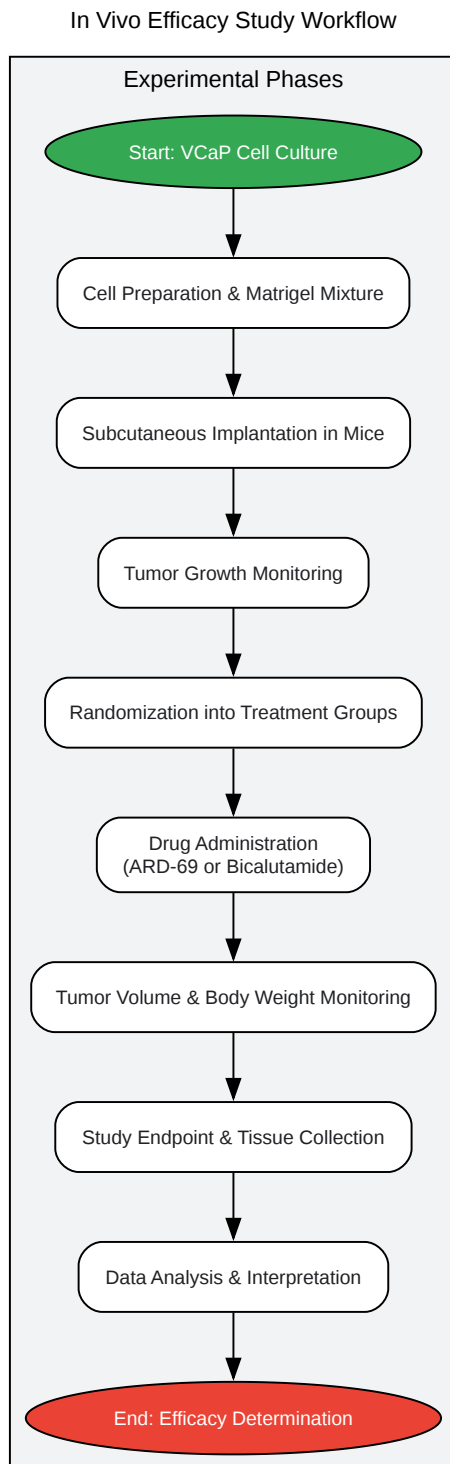 In Vivo Efficacy Study Workflow
Experimental Phases
Start: VCaP Cell Culture
Cell Preparation & Matrigel Mixture
Subcutaneous Implantation in Mice
Tumor Growth Monitoring
Randomization into Treatment Groups
Drug Administration
(ARD-69 or Bicalutamide)
Tumor Volume & Body Weight Monitoring
Study Endpoint & Tissue Collection
Data Analysis & Interpretation
End: Efficacy Determination